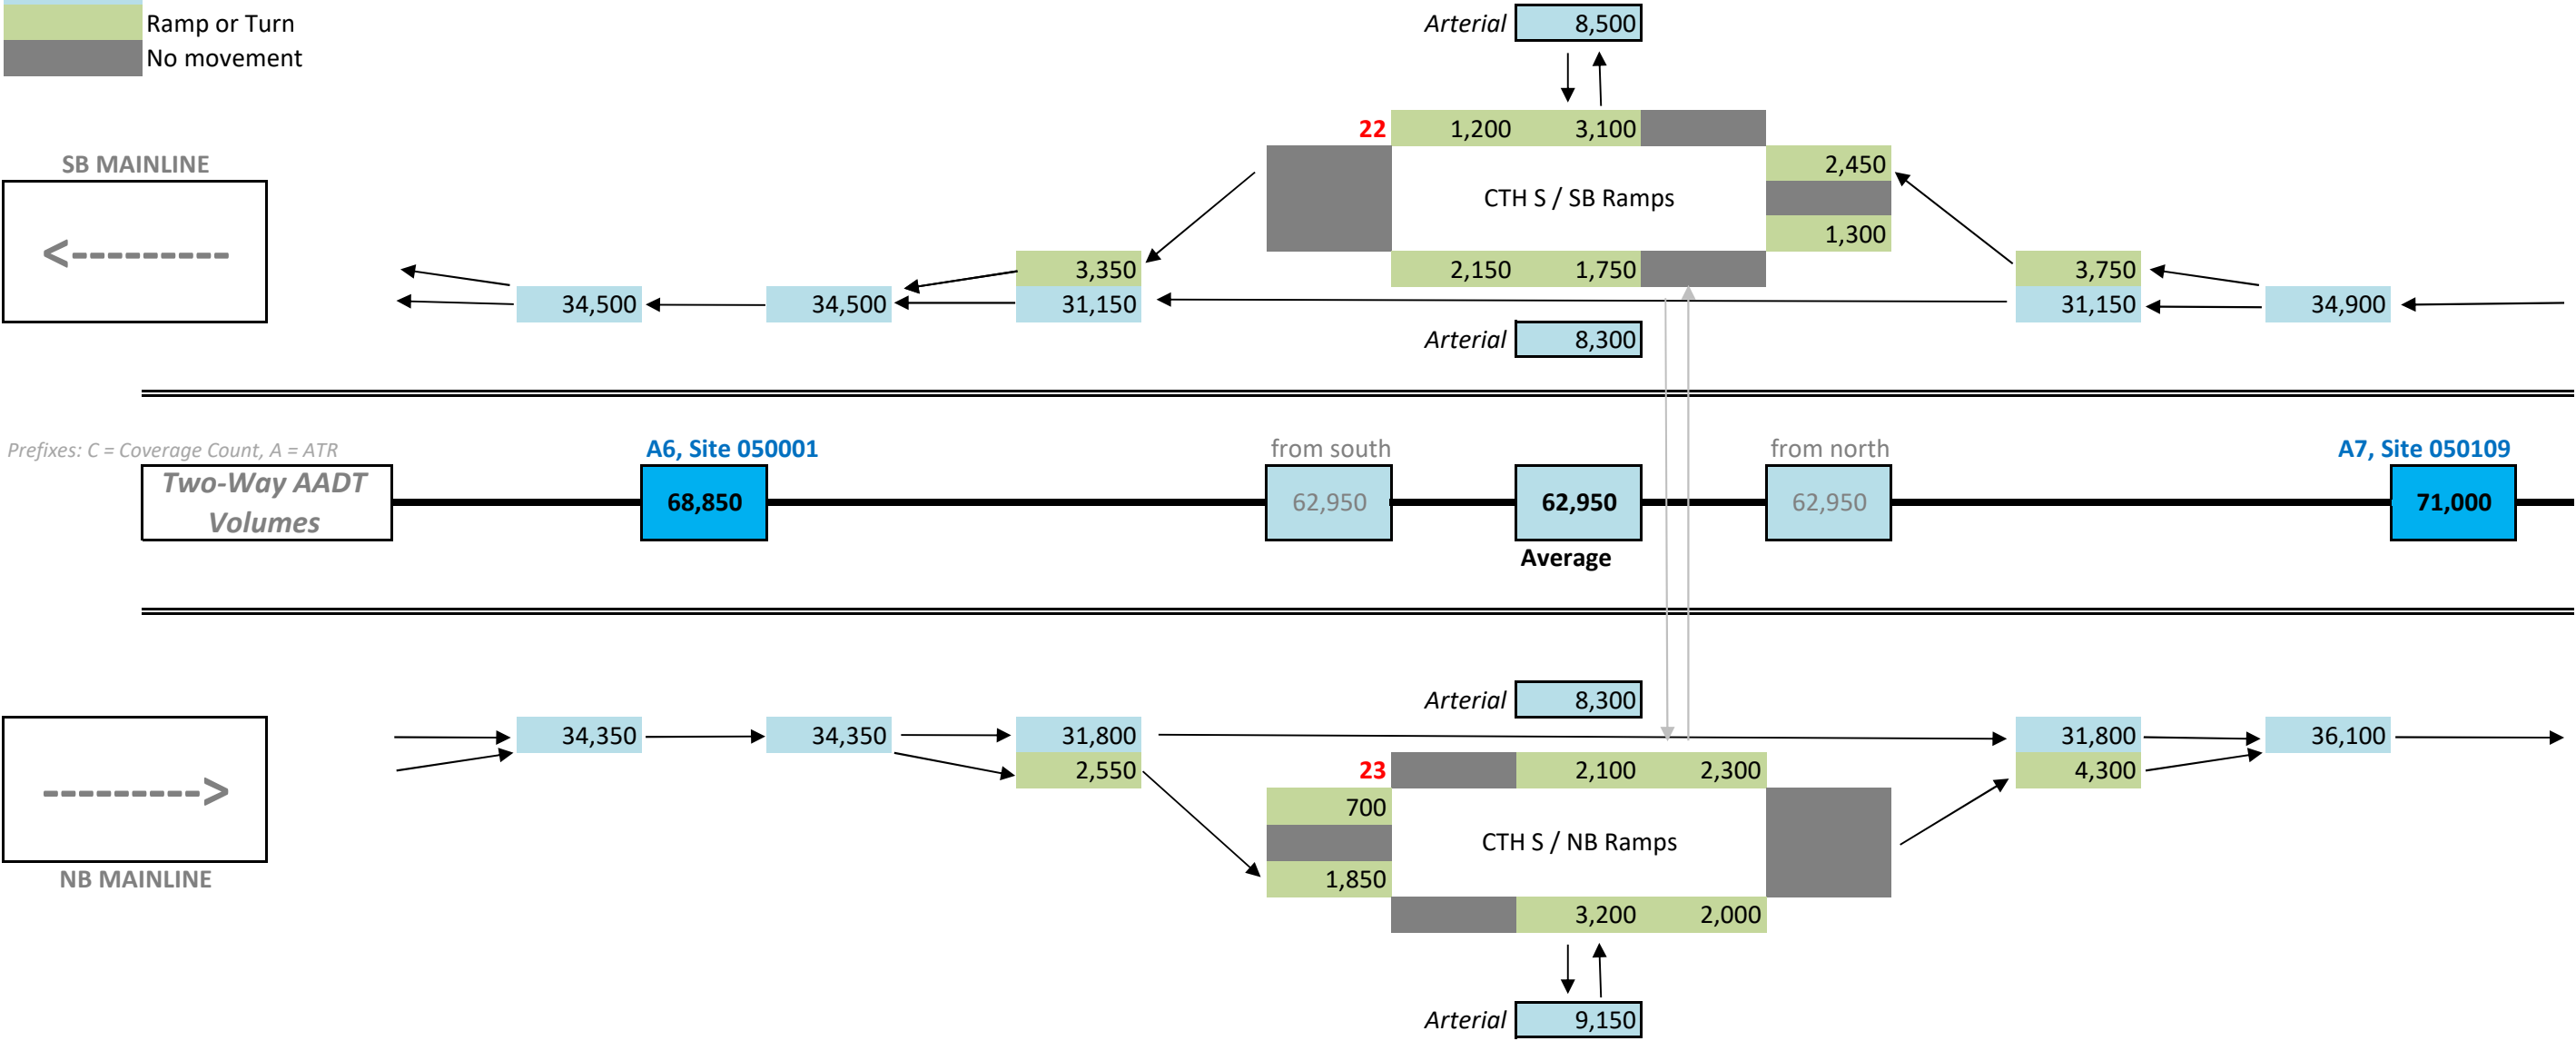 Ramp or Turn
No movement
Arterial 8,500
22 1,200 3,100
SB MAINLINE
2,450
CTH S / SB Ramps
<----------
1,300
3,350 2,150 1,750 3,750
34,500 34,500 31,150 31,150 34,900
Arterial 8,300
Prefixes: C = Coverage Count, A = ATR
A6, Site 050001 from south from north A7, Site 050109
Two-Way AADT
Volumes
68,850 62,950 62,950 62,950 71,000
Average
Arterial 8,300
34,350 34,350 31,800 31,800 36,100
2,550 23 2,100 2,300 4,300
---------->
700
CTH S / NB Ramps
NB MAINLINE
1,850
3,200 2,000
Arterial 9,150